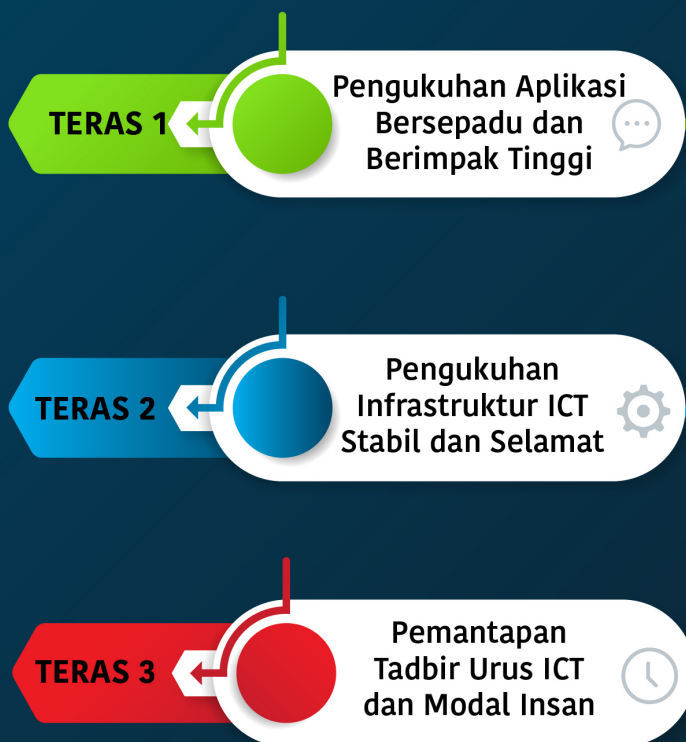 TERAS 1
Pengukuhan Aplikasi
Bersepadu dan
Berimpak Tinggi
TERAS 2
Pengukuhan
Infrastruktur ICT
Stabil dan Selamat
TERAS 3
Pemantapan
Tadbir Urus ICT
dan Modal Insan